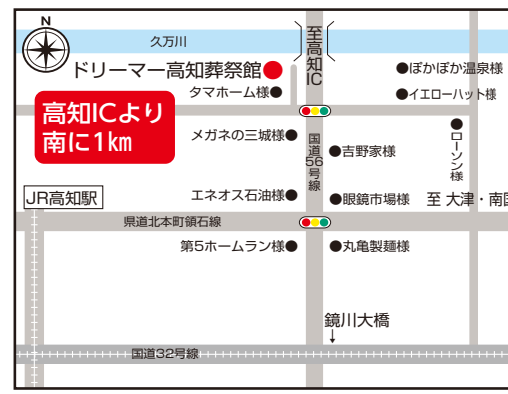 N
久万川
至高知IC
ドリーマー高知葬祭館
タマホーム様
ぽかぽか温泉様
イエローハット様
高知ICより
南に1km
メガネの三城様
国道56号線
吉野家様
ローソン様
JR高知駅
エネオス石油様
眼鏡市場様
至 大津・南国
県道北本町領石線
第5ホームラン様
丸亀製麺様
鏡川大橋
↓
国道32号線